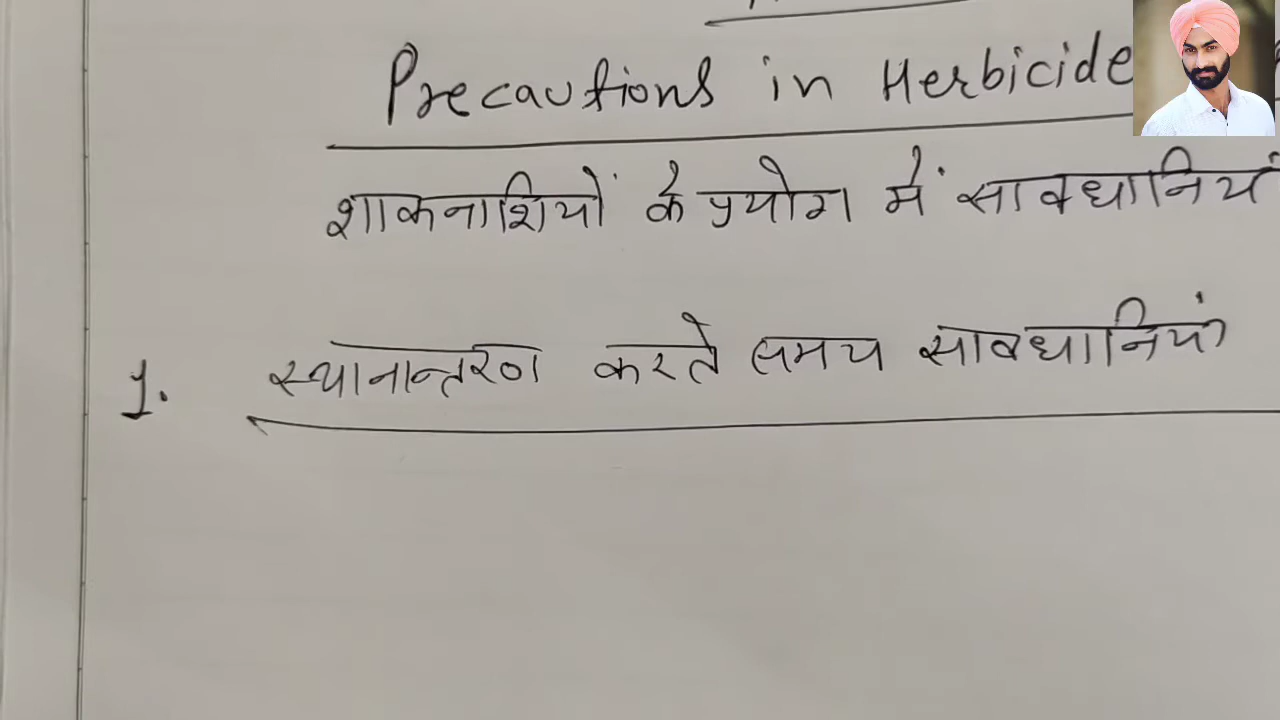 Precautions in Herbicide
शाकनाशियों के प्रयोग में सावधानियां
1. स्थानान्तरण करते समय सावधानियां